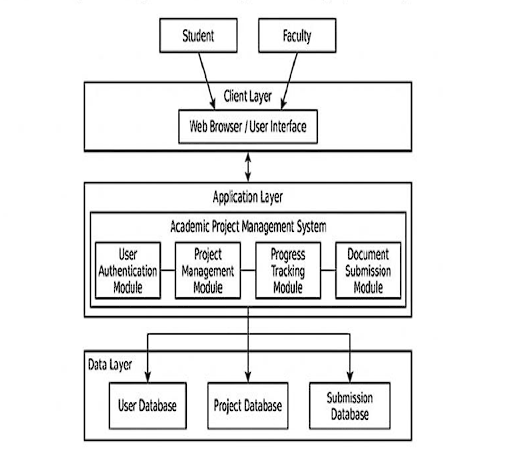 Student
Faculty
Client Layer
Web Browser / User Interface
Application Layer
Academic Project Management System
User
Authentication
Module
Project
Management
Module
Progress
Tracking
Module
Document
Submission
Module
Data Layer
User Database
Project Database
Submission
Database